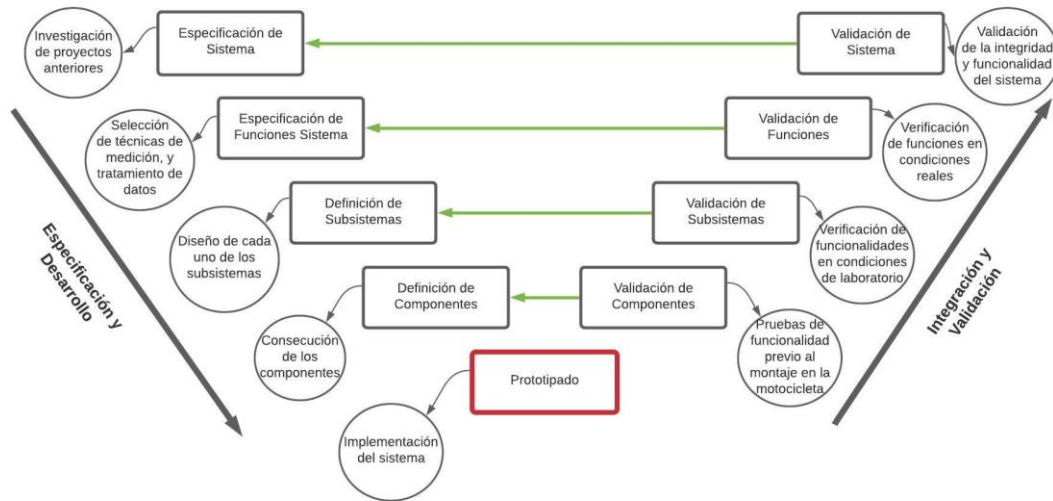 Investigación
de proyectos
anteriores
Especificación de
Sistema
Validación de
Sistema
Validación
de la integridad
y funcionalidad
del sistema
Selección
de técnicas de
medición, y
tratamiento de
datos
Especificación de
Funciones Sistema
Validación
de Funciones
Verificación
de funciones en
condiciones
reales
Diseño de cada
uno de los
subsistemas
Definición de
Subsistemas
Validación de
Subsistemas
Verificación de
funcionalidades
en condiciones
de laboratorio
Especificación y
Desarrollo
Consecución
de los
componentes
Definición de
Componentes
Validación de
Componentes
Pruebas de
funcionalidad
previo al
montaje en la
motocicleta
Integración y
Validación
Prototipado
Implementación
del sistema